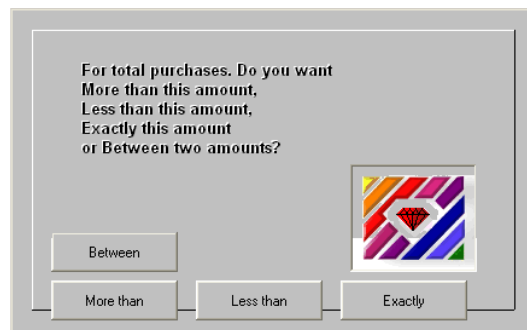 For total purchases. Do you want
More than this amount,
Less than this amount,
Exactly this amount
or Between two amounts?
Between
More than
Less than
Exactly